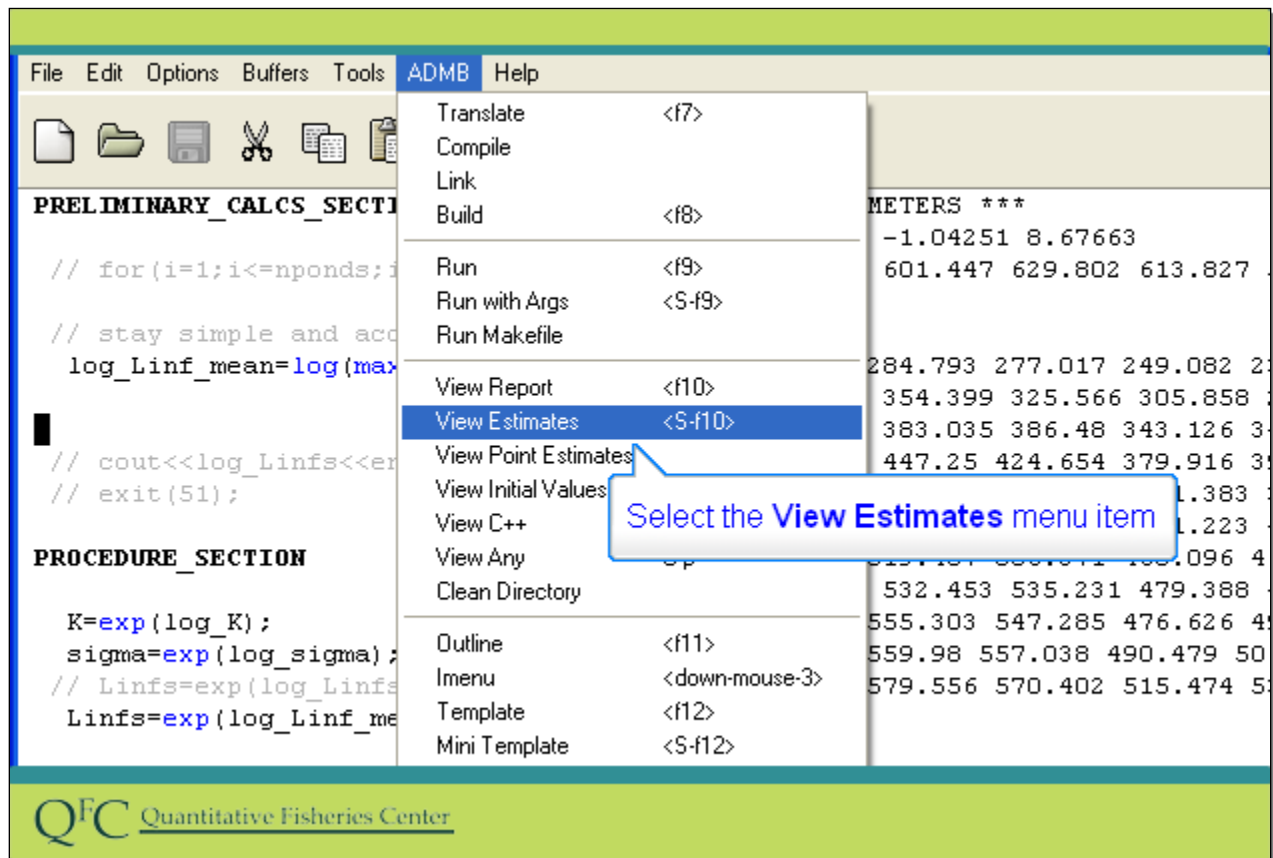 File Edit Options Buffers Tools ADMB Help
Translate <f7>
Compile
Link
Build <f8>
Run <f9>
Run with Args <S-f9>
Run Makefile
View Report <f10>
View Estimates <S-f10>
View Point Estimates
View Initial Values
View C++
View Any
Clean Directory
Outline <f11>
Imenu <down-mouse-3>
Template <f12>
Mini Template <S-f12>
Select the View Estimates menu item
PRELIMINARY_CALCS_SECTI
// for(i=1;i<=nponds;i
// stay simple and acc
log_Linf_mean=log(max
// cout<<log_Linfs<<en
// exit(51);
PROCEDURE_SECTION
K=exp(log_K);
sigma=exp(log_sigma);
// Linfs=exp(log_Linfs
Linfs=exp(log_Linf_me
METERS ***
-1.04251 8.67663
601.447 629.802 613.827
284.793 277.017 249.082
354.399 325.566 305.858
383.035 386.48 343.126
447.25 424.654 379.916
.383
.223
.096 4
532.453 535.231 479.388
555.303 547.285 476.626
559.98 557.038 490.479 50
579.556 570.402 515.474
QFC Quantitative Fisheries Center